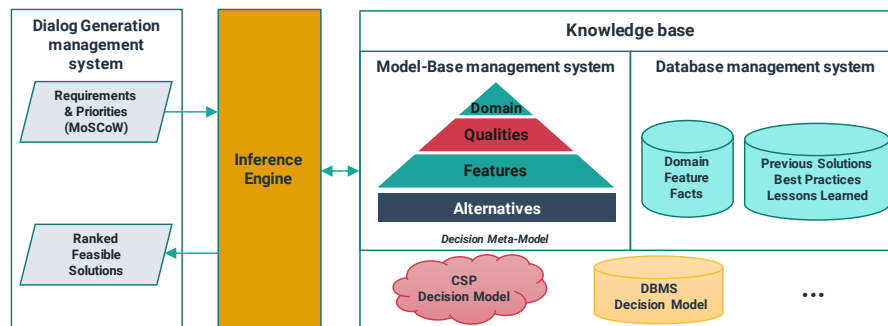 Dialog Generation
management
system
Requirements
& Priorities
(MoSCoW)
Ranked
Feasible
Solutions
Inference
Engine
Knowledge base
Model-Base management system
Domain
Qualities
Features
Alternatives
Decision Meta-Model
Database management system
Domain
Feature
Facts
Previous Solutions
Best Practices
Lessons Learned
CSP
Decision Model
DBMS
Decision Model
...